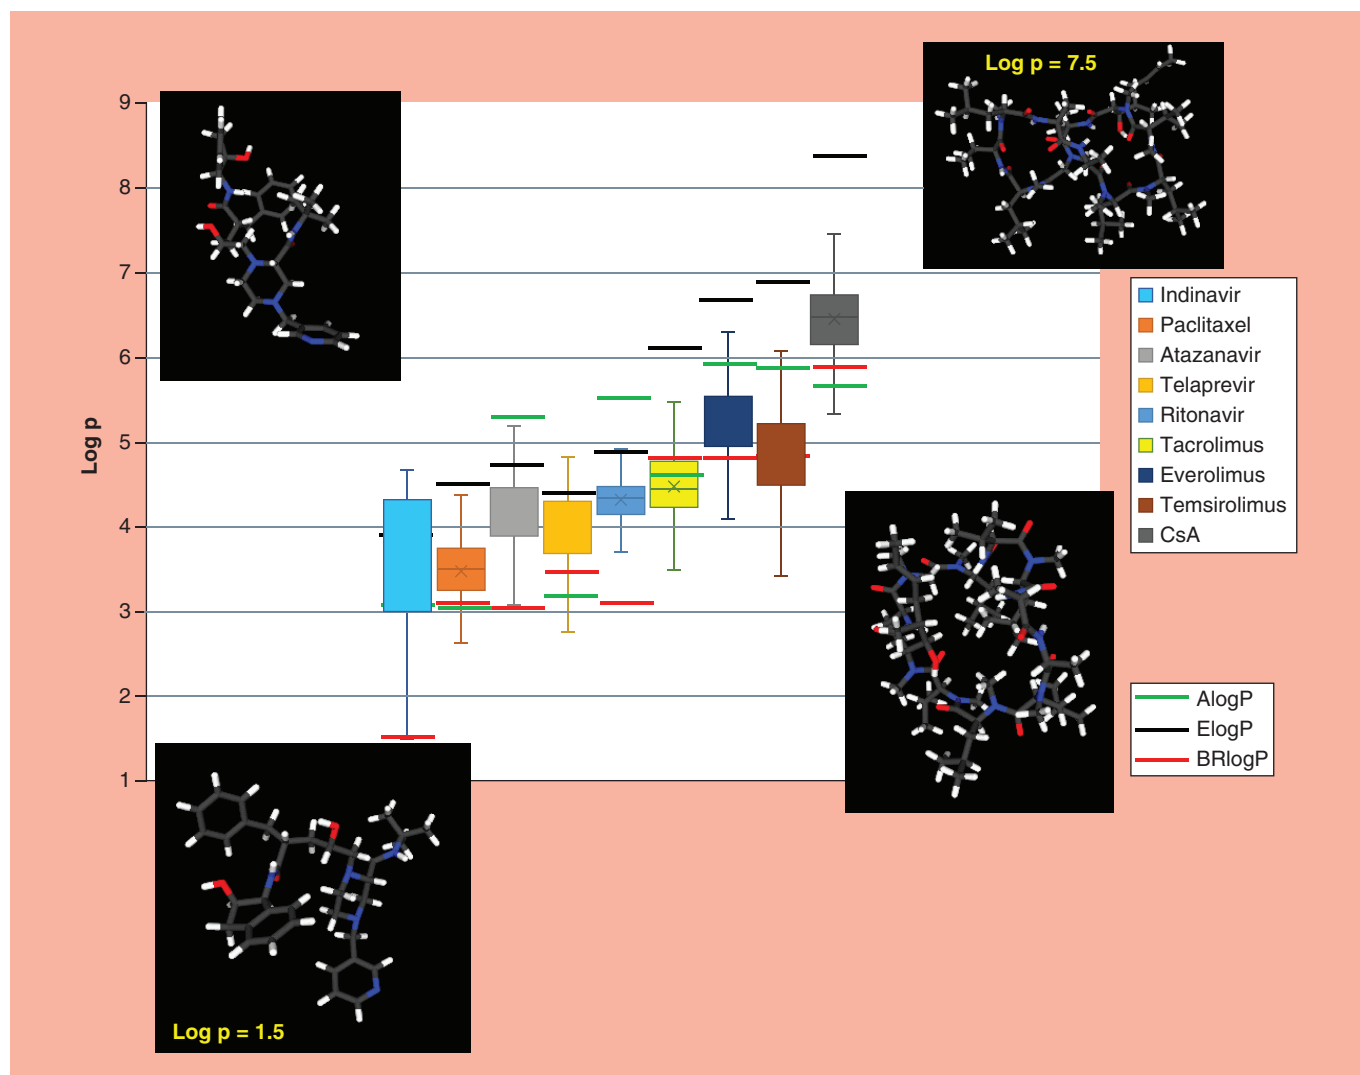 Log p = 7.5
9
8
7
6
5
4
3
2
1
Log p
Indinavir
Paclitaxel
Atazanavir
Telaprevir
Ritonavir
Tacrolimus
Everolimus
Temsirolimus
CsA
AlogP
ElogP
BRlogP
Log p = 1.5